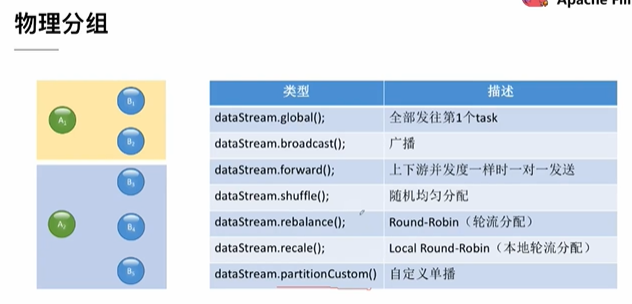 Apache Fli
物理分组
A₁
B₁
B₂
B₃
A₂
B₄
B₅
类型 描述
dataStream.global(); 全部发往第1个task
dataStream.broadcast(); 广播
dataStream.forward(); 上下游并发度一样时一对一发送
dataStream.shuffle(); 随机均匀分配
dataStream.rebalance(); Round-Robin（轮流分配）
dataStream.recale(); Local Round-Robin（本地轮流分配）
dataStream.partitionCustom() 自定义单播